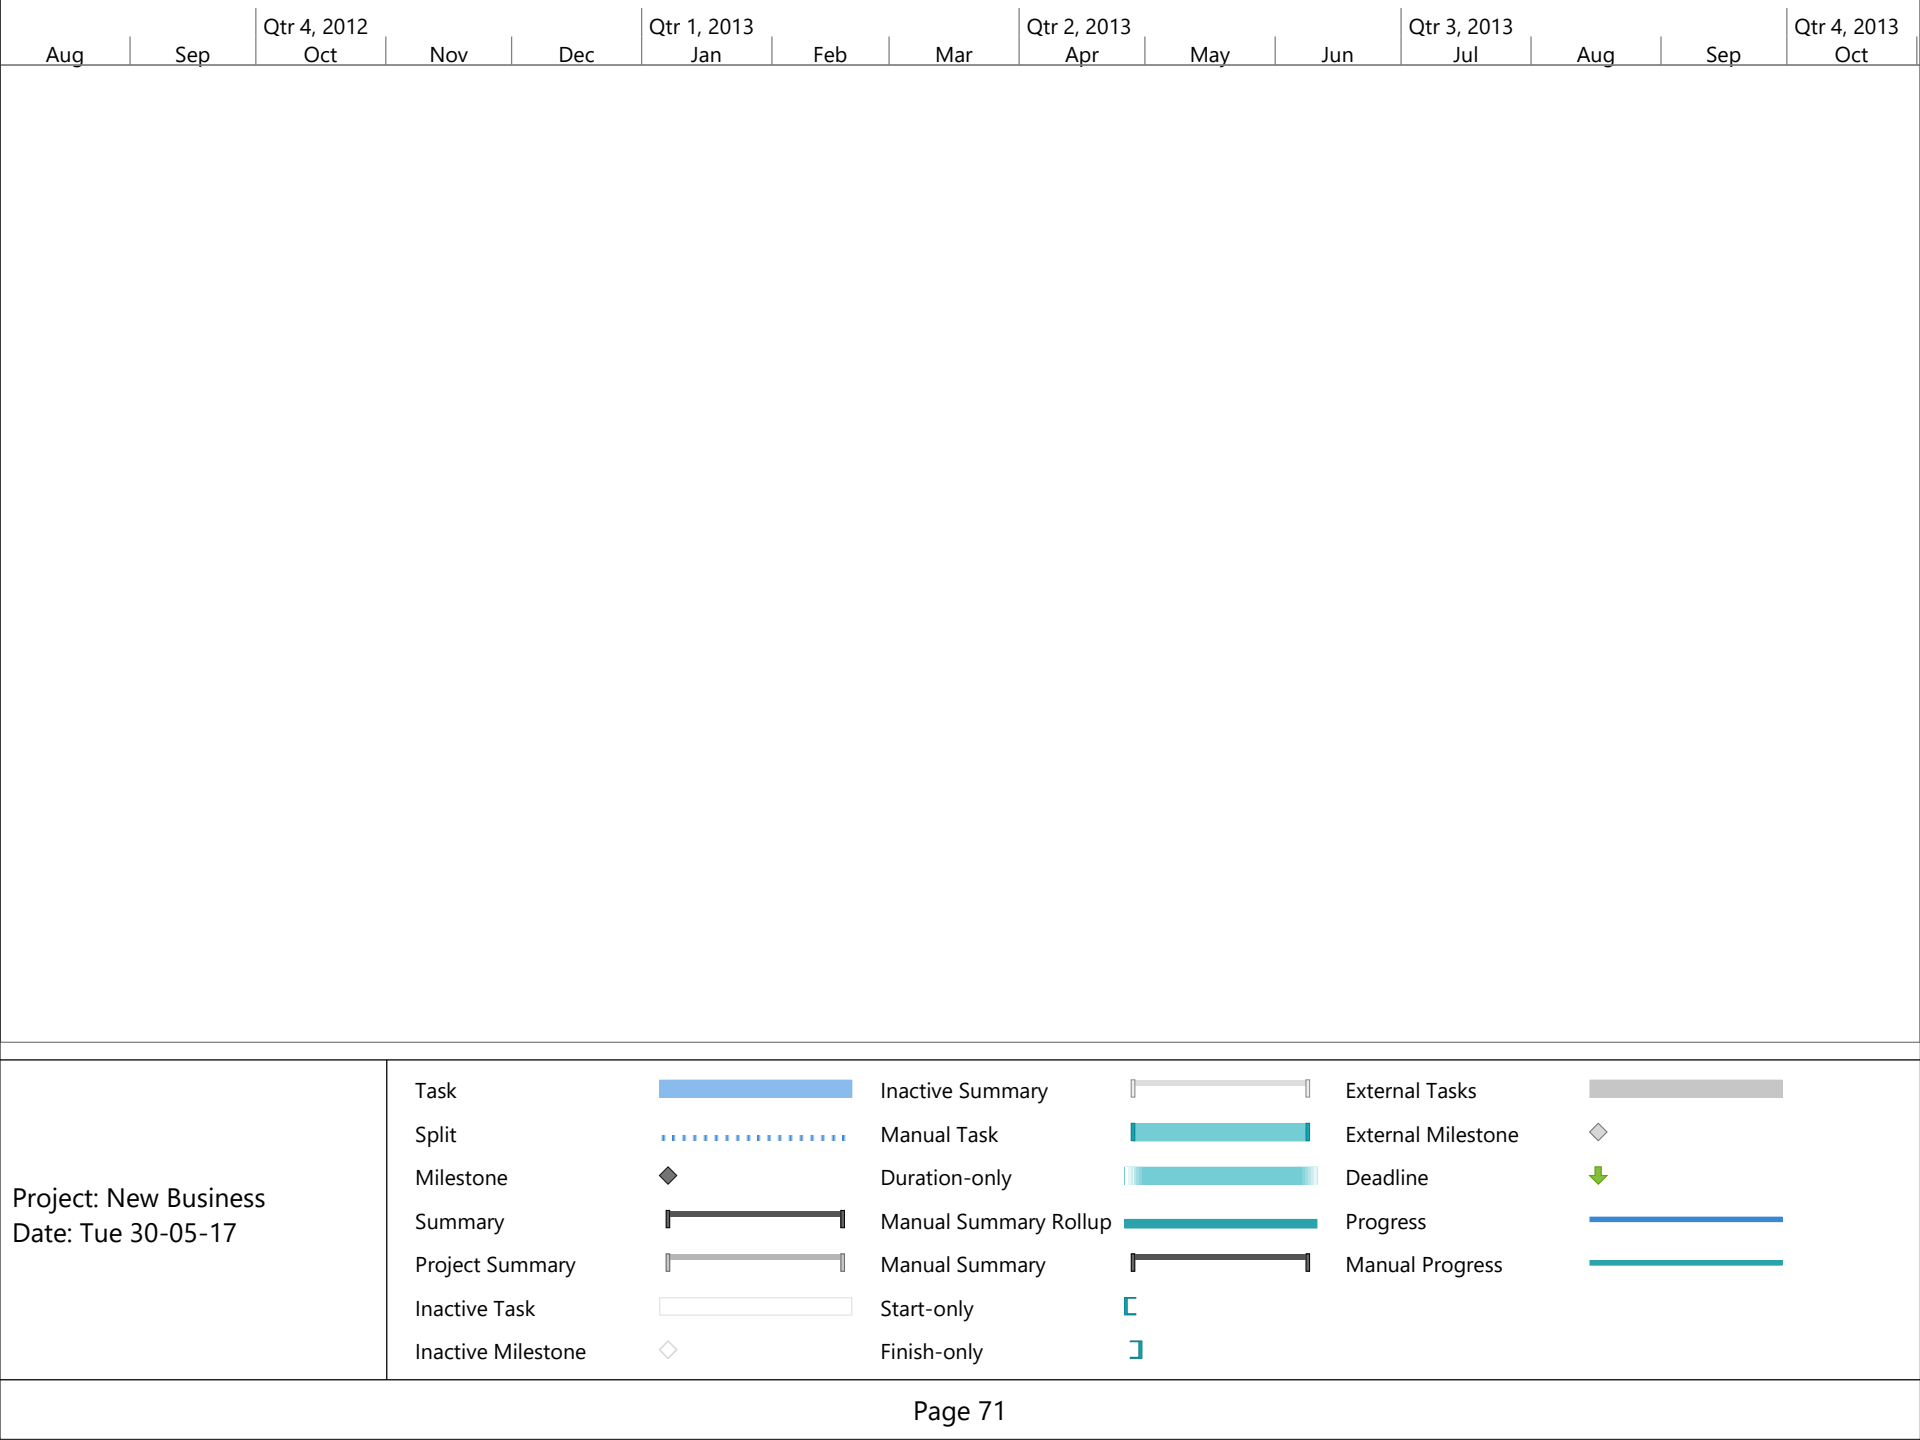 Qtr 4, 2012 Qtr 1, 2013 Qtr 2, 2013 Qtr 3, 2013 Qtr 4, 2013
Aug Sep Oct Nov Dec Jan Feb Mar Apr May Jun Jul Aug Sep Oct
Project: New Business
Date: Tue 30-05-17
Task
Split
Milestone
Summary
Project Summary
Inactive Task
Inactive Milestone
Inactive Summary
Manual Task
Duration-only
Manual Summary Rollup
Manual Summary
Start-only
Finish-only
External Tasks
External Milestone
Deadline
Progress
Manual Progress
Page 71